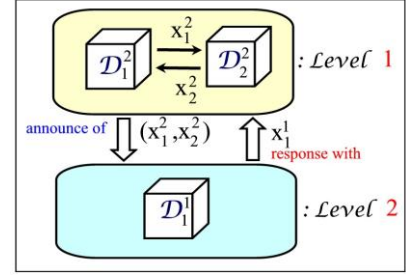 x₁²
𝒟₁² 𝒟₂² : Level 1
x₂²
announce of (x₁²,x₂²) x₁¹
response with
𝒟₁¹
: Level 2